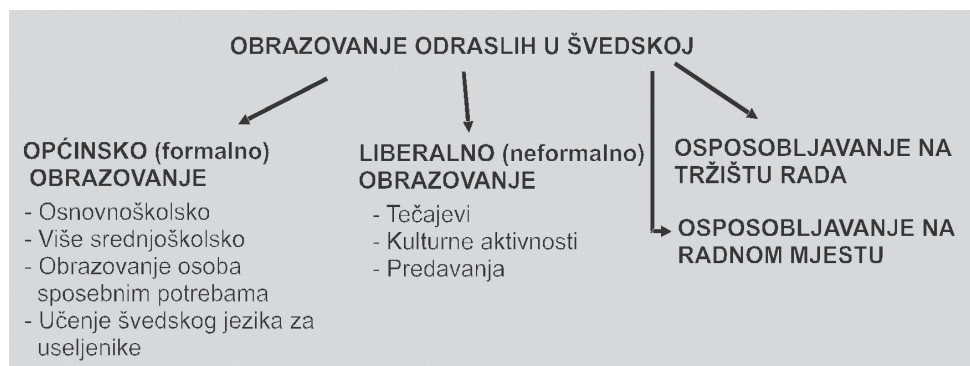 OBRAZOVANJE ODRASLIH U ŠVEDSKOJ
OPĆINSKO (formalno)
OBRAZOVANJE
- Osnovnoškolsko
- Više srednjoškolsko
- Obrazovanje osoba
sposebnim potrebama
- Učenje švedskog jezika za
useljenike
LIBERALNO (neformalno)
OBRAZOVANJE
- Tečajevi
- Kulturne aktivnosti
- Predavanja
OSPOSOBLJAVANJE NA
TRŽIŠTU RADA
OSPOSOBLJAVANJE NA
RADNOM MJESTU